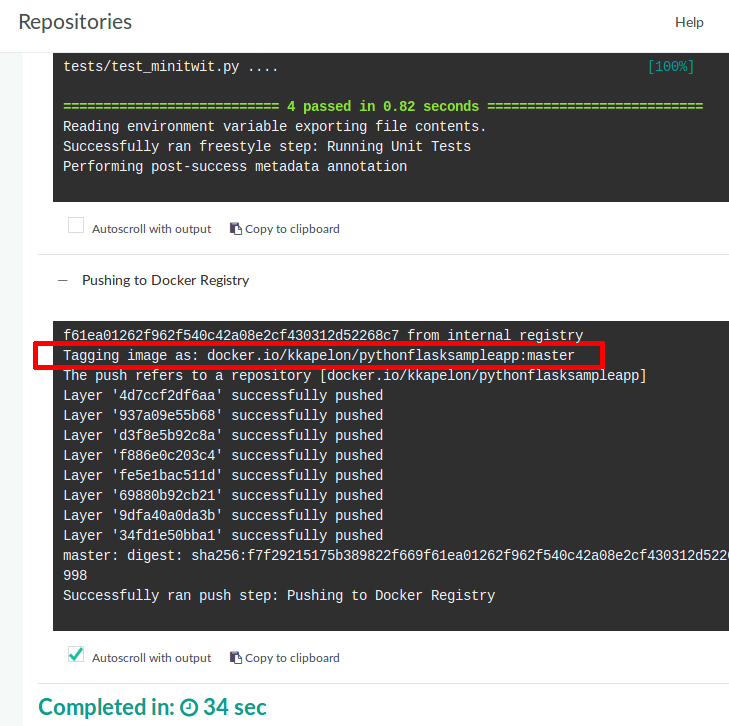 Repositories
Help
tests/test_minitwit.py .... [100%]
=========================== 4 passed in 0.82 seconds ===========================
Reading environment variable exporting file contents.
Successfully ran freestyle step: Running Unit Tests
Performing post-success metadata annotation
Autoscroll with output Copy to clipboard
— Pushing to Docker Registry
f61ea01262f962f540c42a08e2cf430312d52268c7 from internal registry
Tagging image as: docker.io/kkapelon/pythonflasksampleapp:master
The push refers to a repository [docker.io/kkapelon/pythonflasksampleapp]
Layer '4d7ccf2df6aa' successfully pushed
Layer '937a09e55b68' successfully pushed
Layer 'd3f8e5b92c8a' successfully pushed
Layer 'f886e0c203c4' successfully pushed
Layer 'fe5e1bac511d' successfully pushed
Layer '69880b92cb21' successfully pushed
Layer '9dfa40a0da3b' successfully pushed
Layer '34fd1e50bba1' successfully pushed
master: digest: sha256:f7f29215175b389822f669f61ea01262f962f540c42a08e2cf430312d522
998
Successfully ran push step: Pushing to Docker Registry
Autoscroll with output Copy to clipboard
Completed in: 34 sec